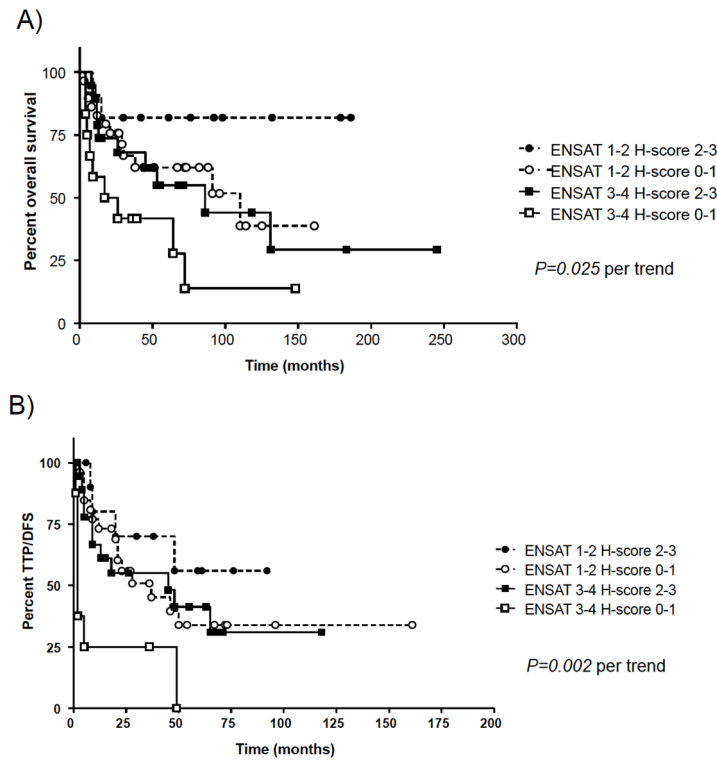 A)
Percent overall survival
100
75
50
25
0
0 50 100 150 200 250 300
Time (months)
ENSAT 1-2 H-score 2-3
ENSAT 1-2 H-score 0-1
ENSAT 3-4 H-score 2-3
ENSAT 3-4 H-score 0-1
P=0.025 per trend
B)
Percent TTP/DFS
100
75
50
25
0
0 25 50 75 100 125 150 175 200
Time (months)
ENSAT 1-2 H-score 2-3
ENSAT 1-2 H-score 0-1
ENSAT 3-4 H-score 2-3
ENSAT 3-4 H-score 0-1
P=0.002 per trend